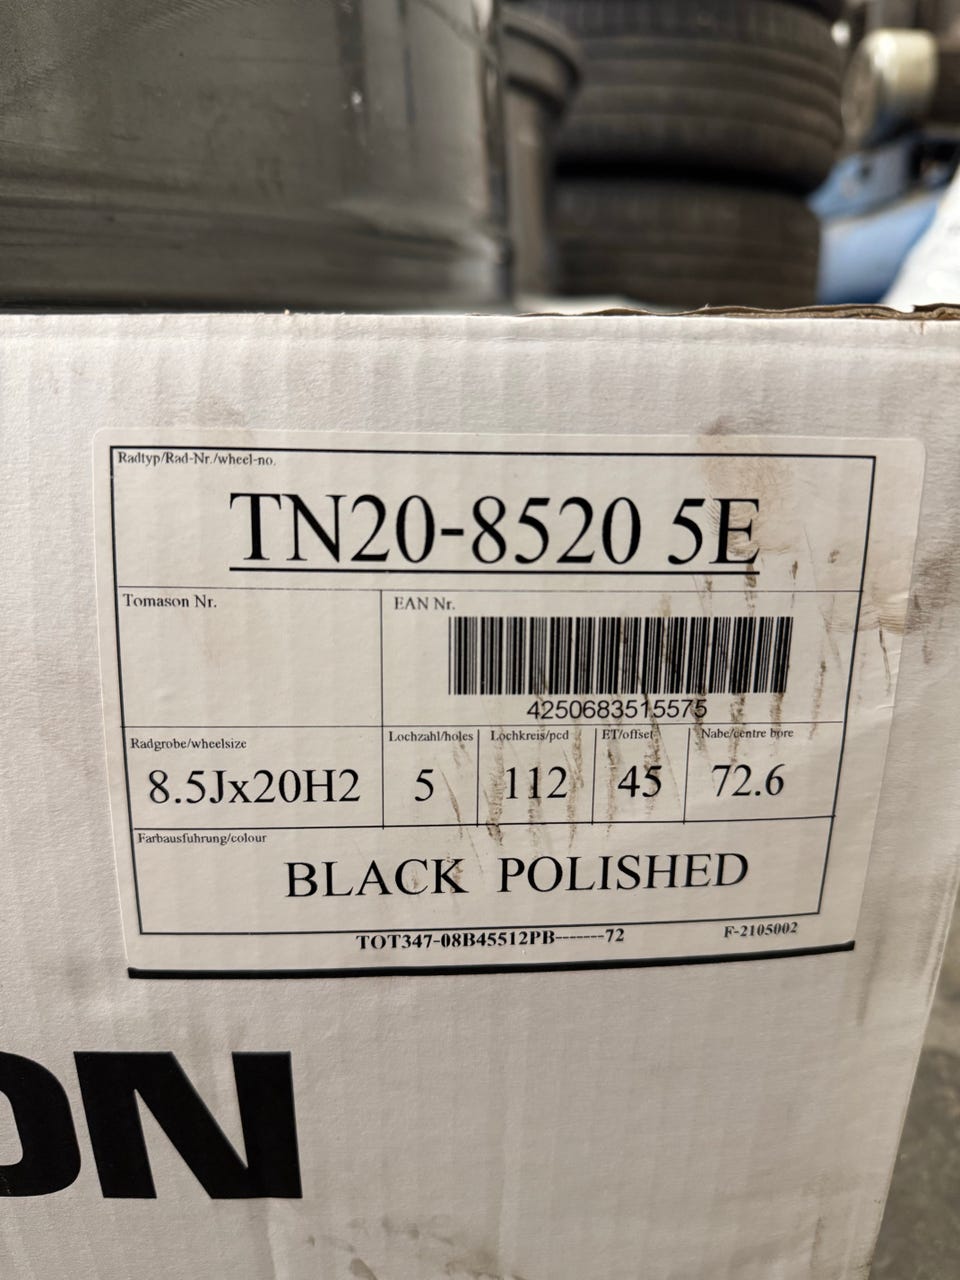 Radtyp/Rad-Nr./wheel-no.
TN20-8520 5E
Tomason Nr.
EAN Nr.
4250683515575
Radgrobe/wheelsize
Lochzahl/holes
Lochkreis/pcd
ET/offset
Nabe/centre bore
8.5Jx20H2
5
112
45
72.6
Farbausfuhrung/colour
BLACK POLISHED
TOT347-08B45512PB-------72
F-2105002
ON